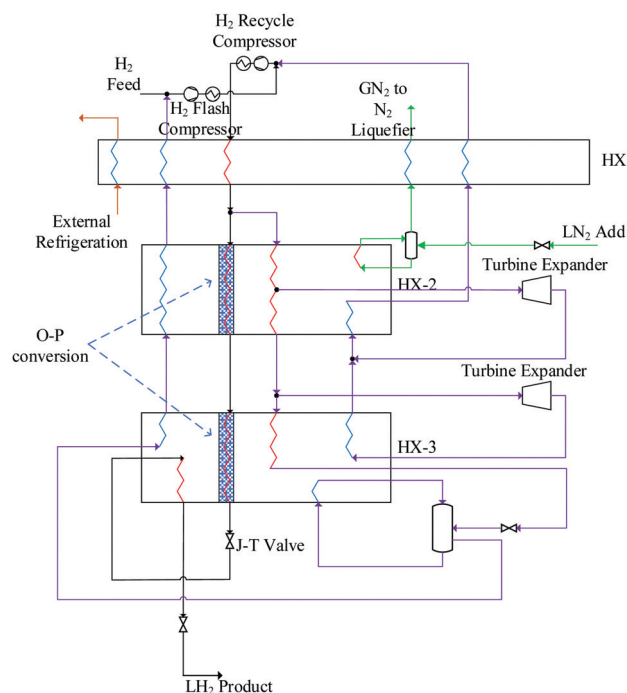 H₂ Recycle
Compressor
H₂
Feed
H₂ Flash
Compressor
GN₂ to
N₂
Liquefier
HX
External
Refrigeration
LN₂ Add
HX-2
Turbine Expander
O-P
conversion
Turbine Expander
HX-3
J-T Valve
LH₂ Product